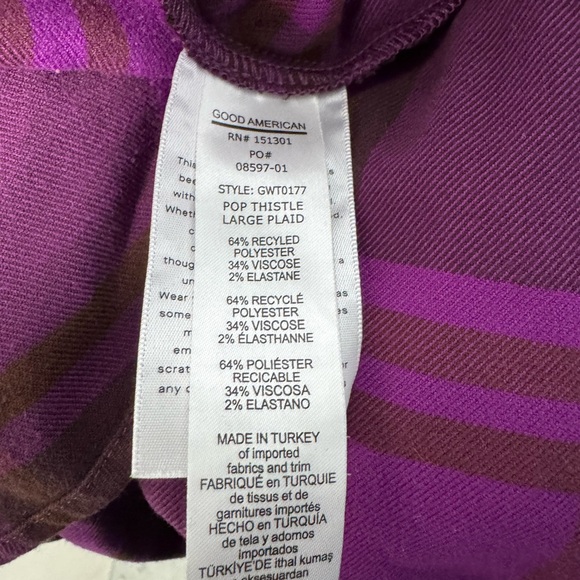 GOOD AMERICAN
RN# 151301
PO#
08597-01
STYLE: GWT0177
POP THISTLE
LARGE PLAID
64% RECYLED
POLYESTER
34% VISCOSE
2% ELASTANE
64% RECYCLÉ
POLYESTER
34% VISCOSE
2% ÉLASTHANNE
64% POLIÉSTER
RECICABLE
34% VISCOSA
2% ELASTANO
MADE IN TURKEY
of imported
fabrics and trim
FABRIQUÉ en TURQUIE
de tissus et de
garnitures importés
HECHO en TURQUÍA
de tela y adornos
importados
TÜRKİYE'DE ithal kumaş
aksesuardan
Wear
any